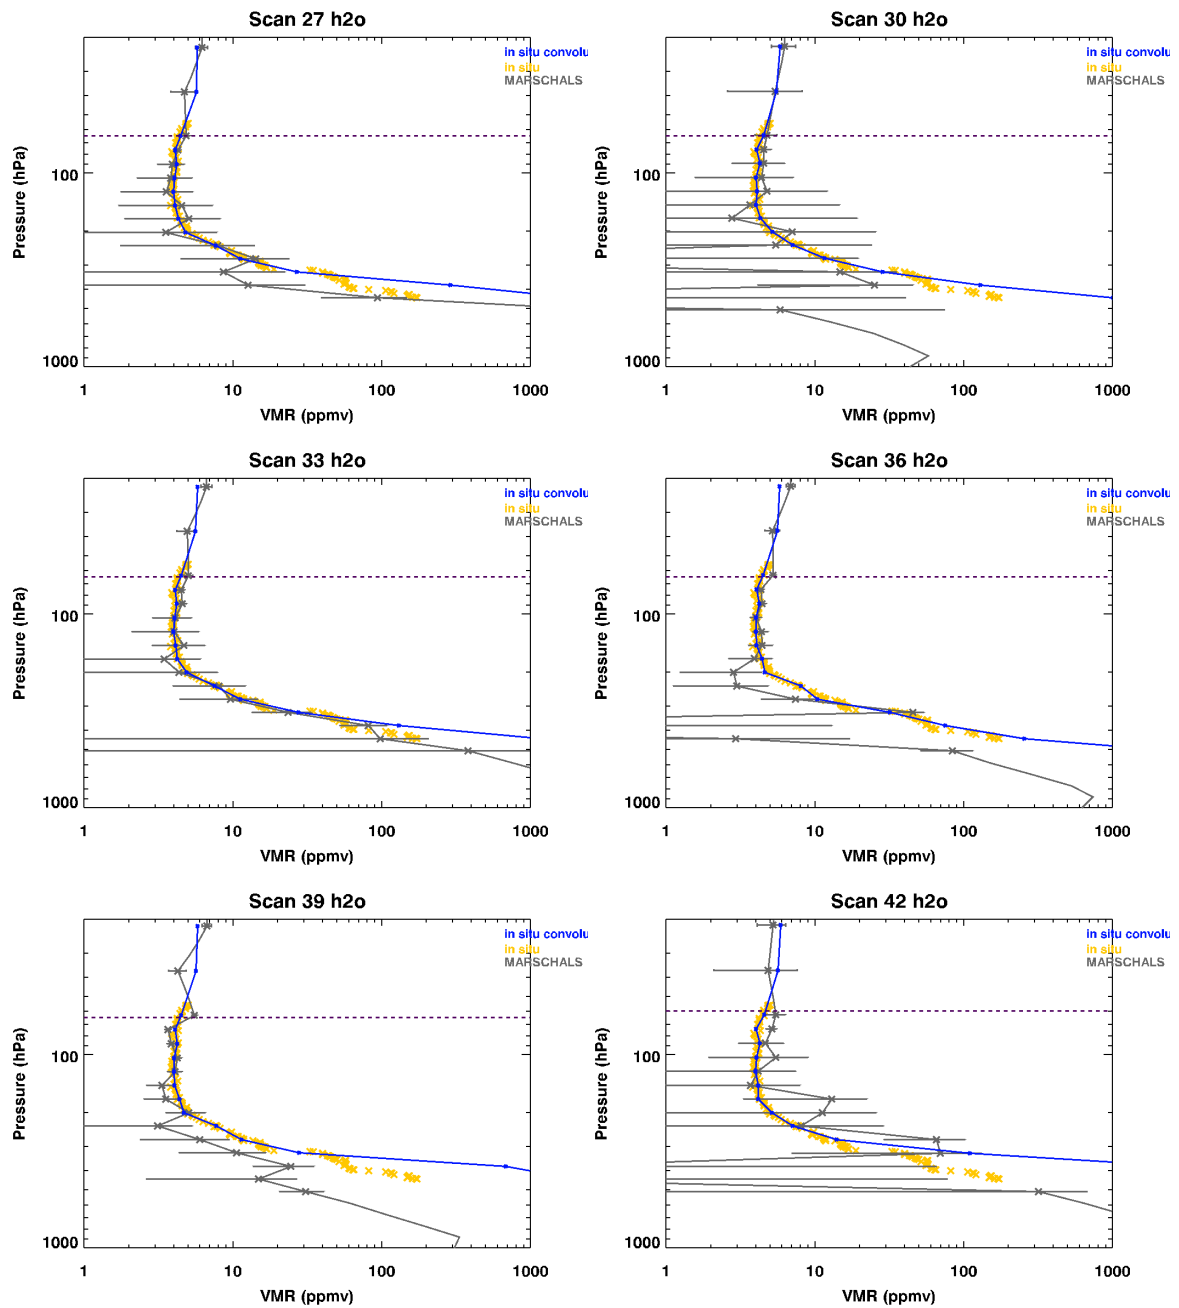 Scan 27 h2o
in situ convolu
in situ
MARSCHALS
Pressure (hPa)
100
1000
1 10 100 1000
VMR (ppmv)
Scan 30 h2o
in situ convolu
in situ
MARSCHALS
Pressure (hPa)
100
1000
1 10 100 1000
VMR (ppmv)
Scan 33 h2o
in situ convolu
in situ
MARSCHALS
Pressure (hPa)
100
1000
1 10 100 1000
VMR (ppmv)
Scan 36 h2o
in situ convolu
in situ
MARSCHALS
Pressure (hPa)
100
1000
1 10 100 1000
VMR (ppmv)
Scan 39 h2o
in situ convolu
in situ
MARSCHALS
Pressure (hPa)
100
1000
1 10 100 1000
VMR (ppmv)
Scan 42 h2o
in situ convolu
in situ
MARSCHALS
Pressure (hPa)
100
1000
1 10 100 1000
VMR (ppmv)